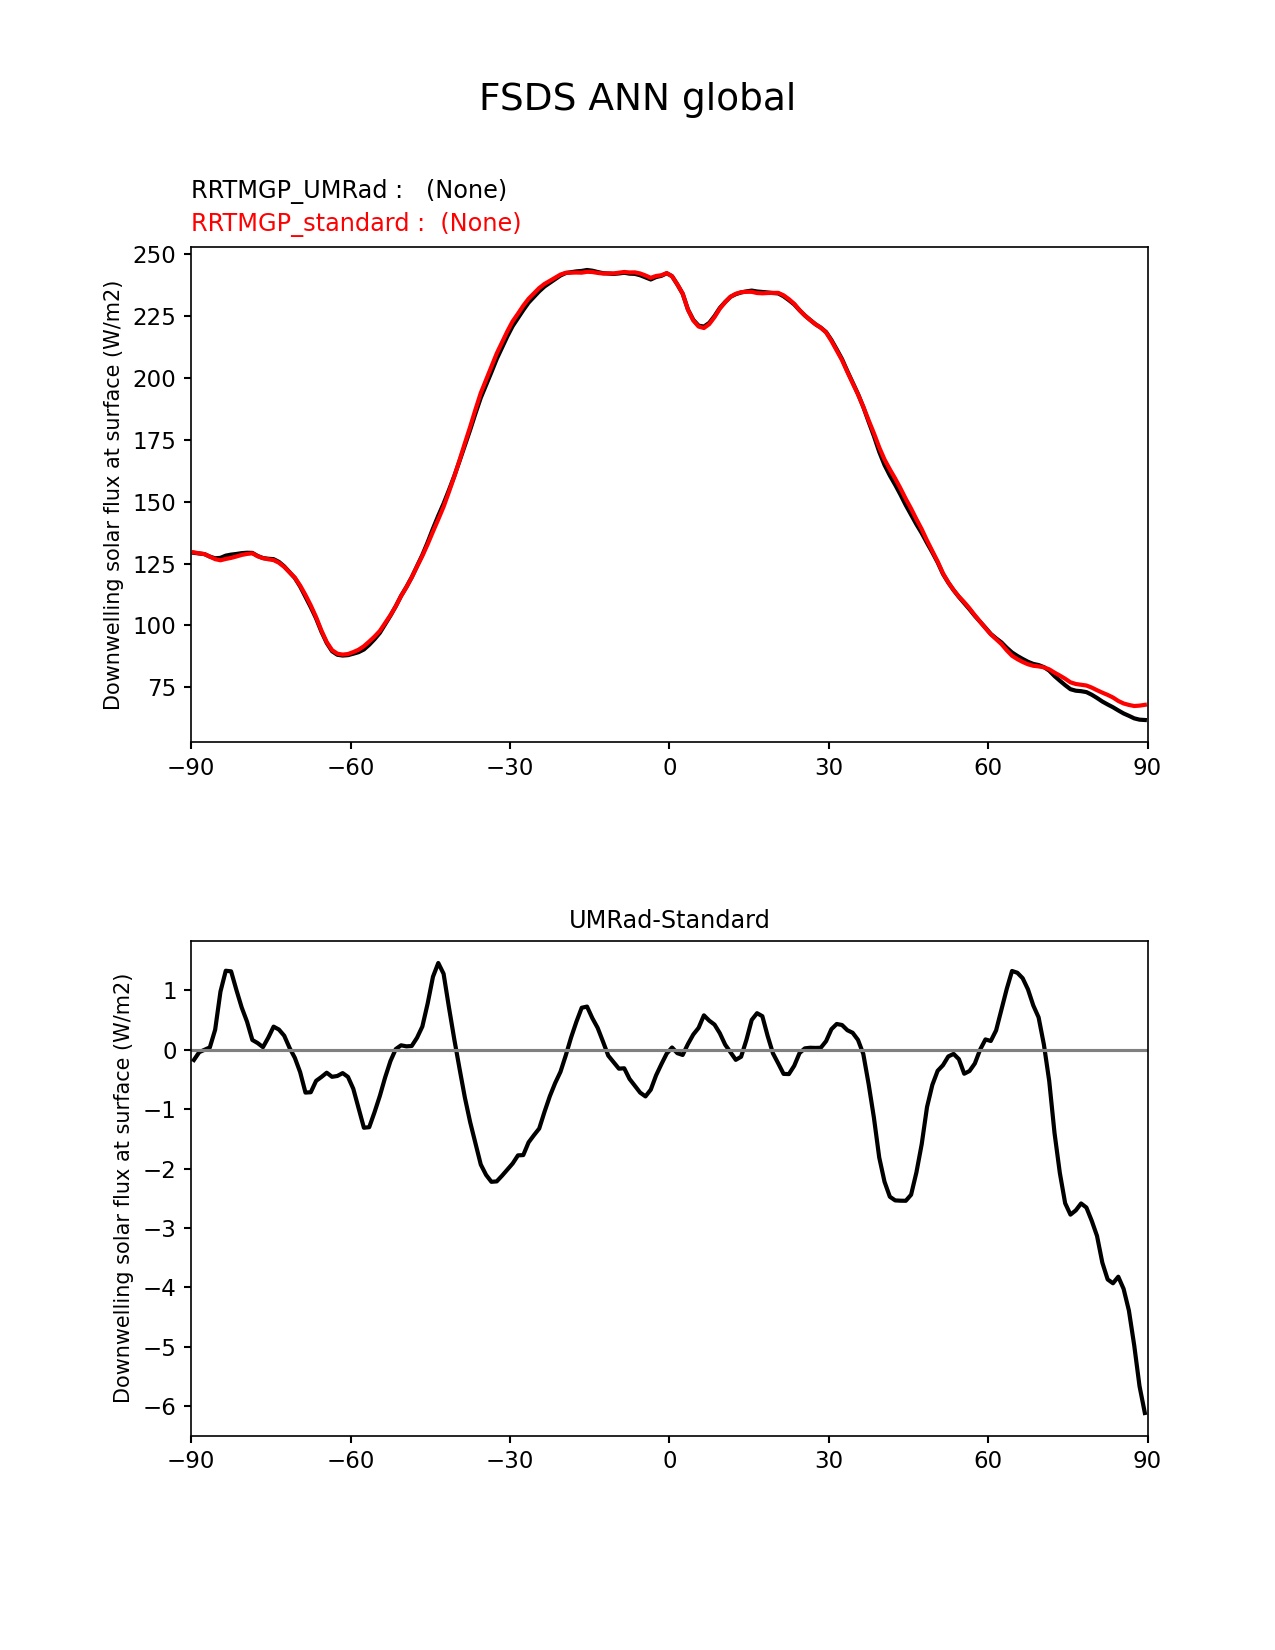 FSDS ANN global
RRTMGP_UMRad :   (None)
RRTMGP_standard :  (None)
Downwelling solar flux at surface (W/m2)
250
225
200
175
150
125
100
75
−90 −60 −30 0 30 60 90
UMRad-Standard
Downwelling solar flux at surface (W/m2)
1
0
−1
−2
−3
−4
−5
−6
−90 −60 −30 0 30 60 90